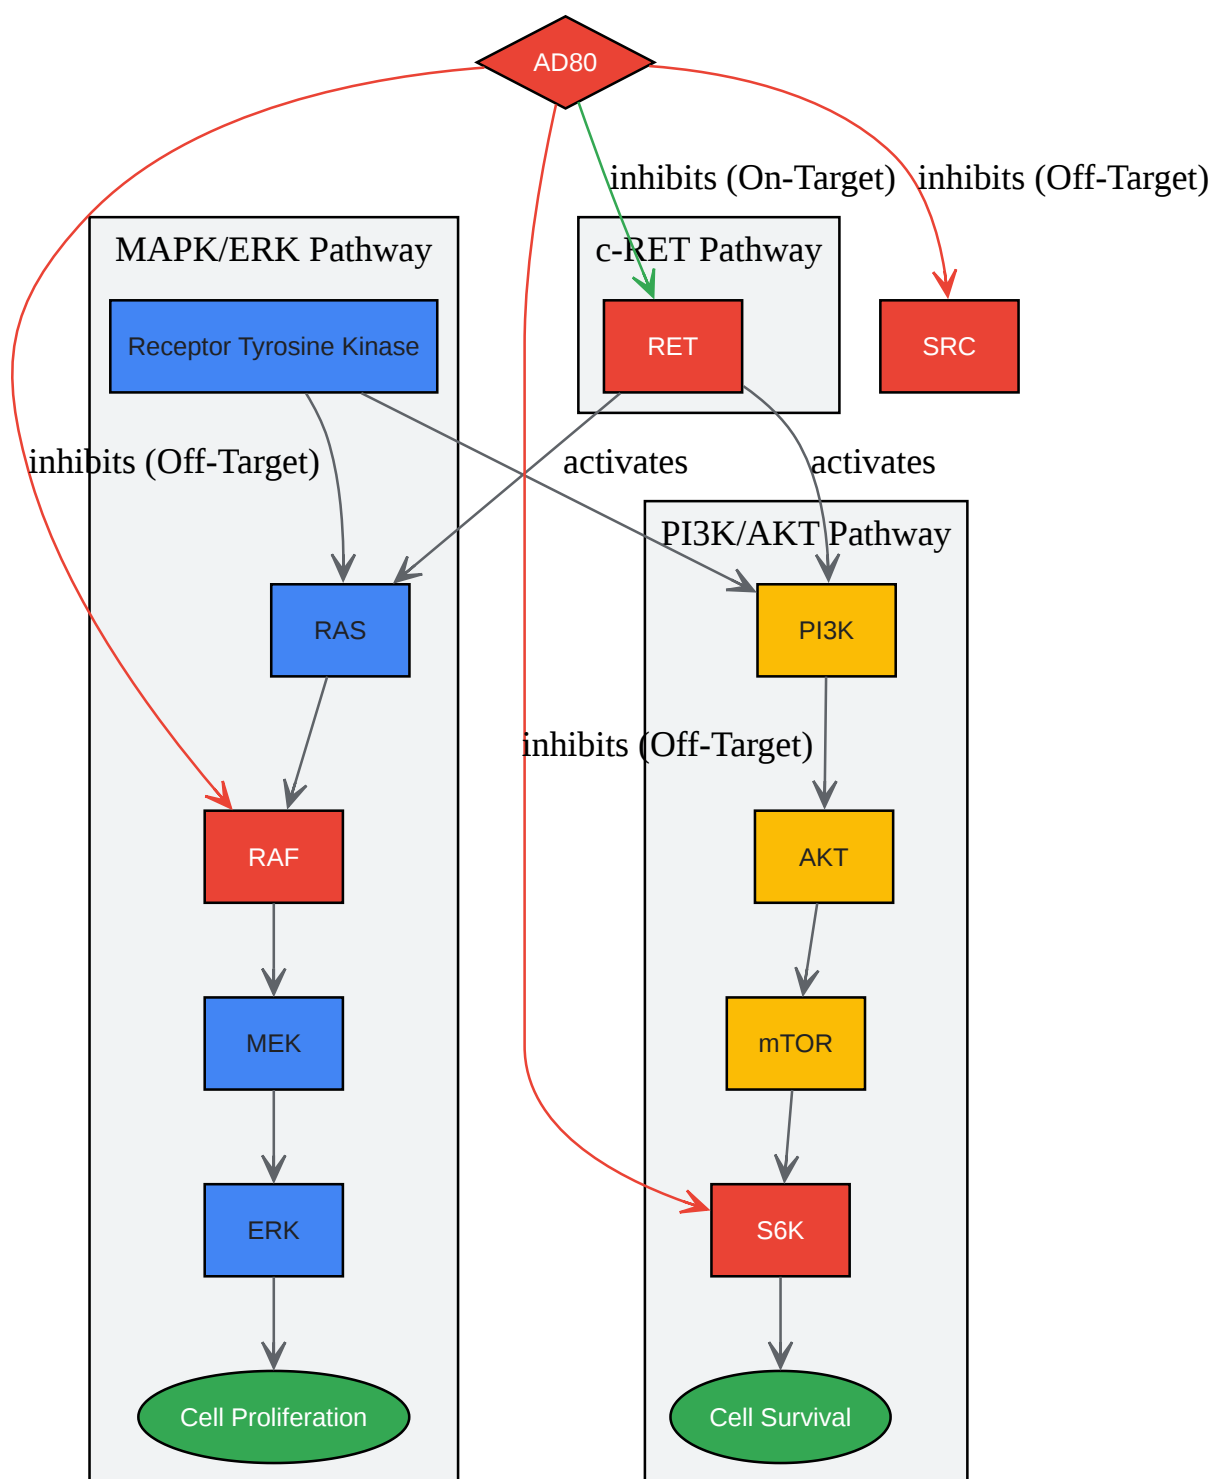 AD80
inhibits (On-Target)
inhibits (Off-Target)
MAPK/ERK Pathway
c-RET Pathway
Receptor Tyrosine Kinase
RET
SRC
inhibits (Off-Target)
activates
activates
PI3K/AKT Pathway
RAS
PI3K
inhibits (Off-Target)
RAF
AKT
MEK
mTOR
ERK
S6K
Cell Proliferation
Cell Survival